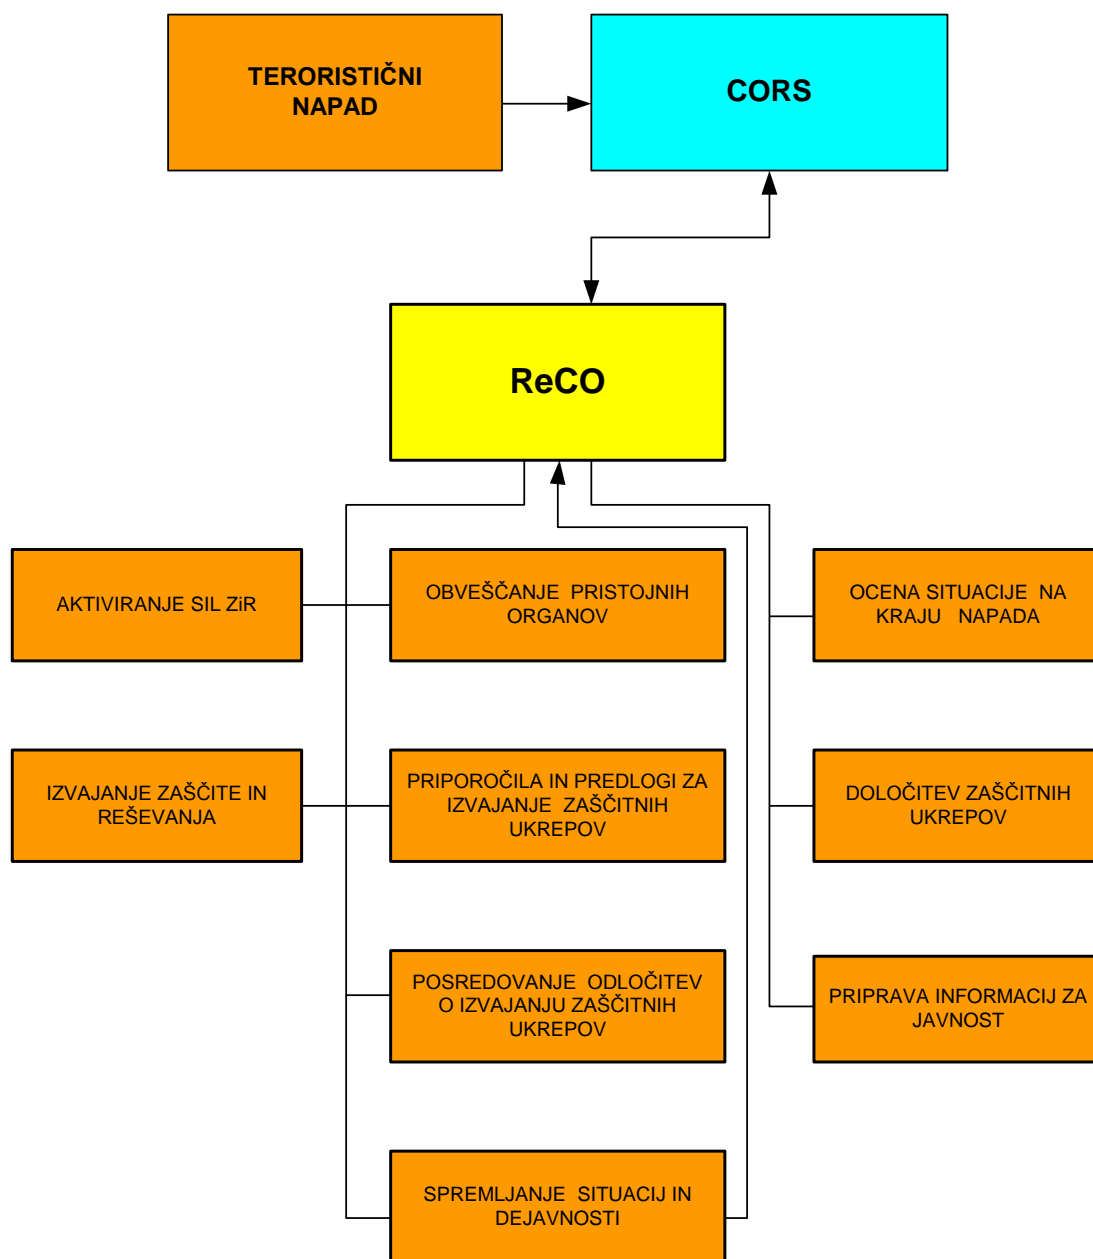 TERORISTIČNI
NAPAD
CORS
ReCO
AKTIVIRANJE SIL ZiR
OBVEŠČANJE PRISTOJNIH
ORGANOV
OCENA SITUACIJE NA
KRAJU NAPADA
IZVAJANJE ZAŠČITE IN
REŠEVANJA
PRIPOROČILA IN PREDLOGI ZA
IZVAJANJE ZAŠČITNIH
UKREPOV
DOLOČITEV ZAŠČITNIH
UKREPOV
POSREDOVANJE ODLOČITEV
O IZVAJANJU ZAŠČITNIH
UKREPOV
PRIPRAVA INFORMACIJ ZA
JAVNOST
SPREMLJANJE SITUACIJ IN
DEJAVNOSTI